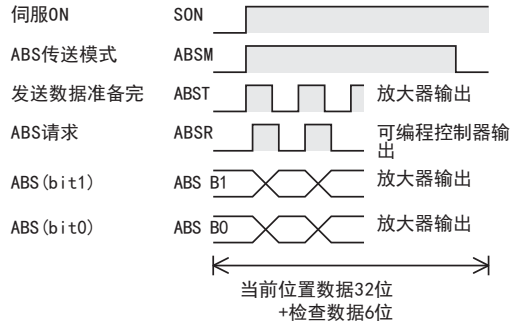 伺服ON SON
ABS传送模式 ABSM
发送数据准备完 ABST 放大器输出
ABS请求 ABSR 可编程控制器输
出
ABS(bit1) ABS B1 放大器输出
ABS(bit0) ABS B0 放大器输出
当前位置数据32位
+检查数据6位